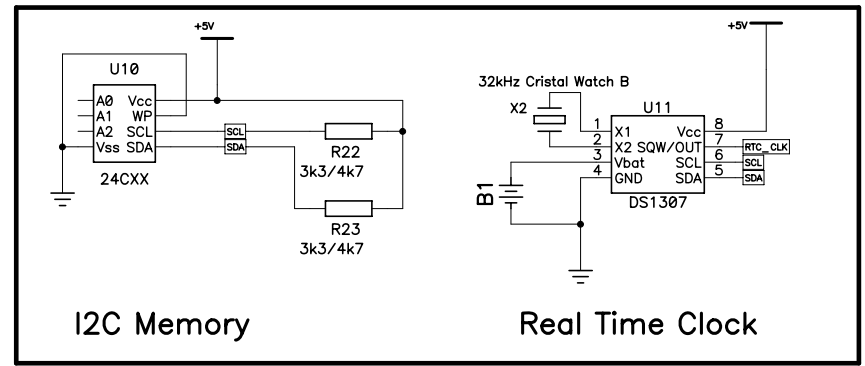 +5V
U10
A0 Vcc
A1 WP
A2 SCL
Vss SDA
24CXX
SCL
SDA
R22
3k3/4k7
R23
3k3/4k7
I2C Memory
+5V
32kHz Cristal Watch B
X2
U11
1 X1 Vcc 8
2 X2 SQW/OUT 7
3 Vbat SCL 6
4 GND SDA 5
DS1307
RTC_CLK
SCL
SDA
B1
Real Time Clock